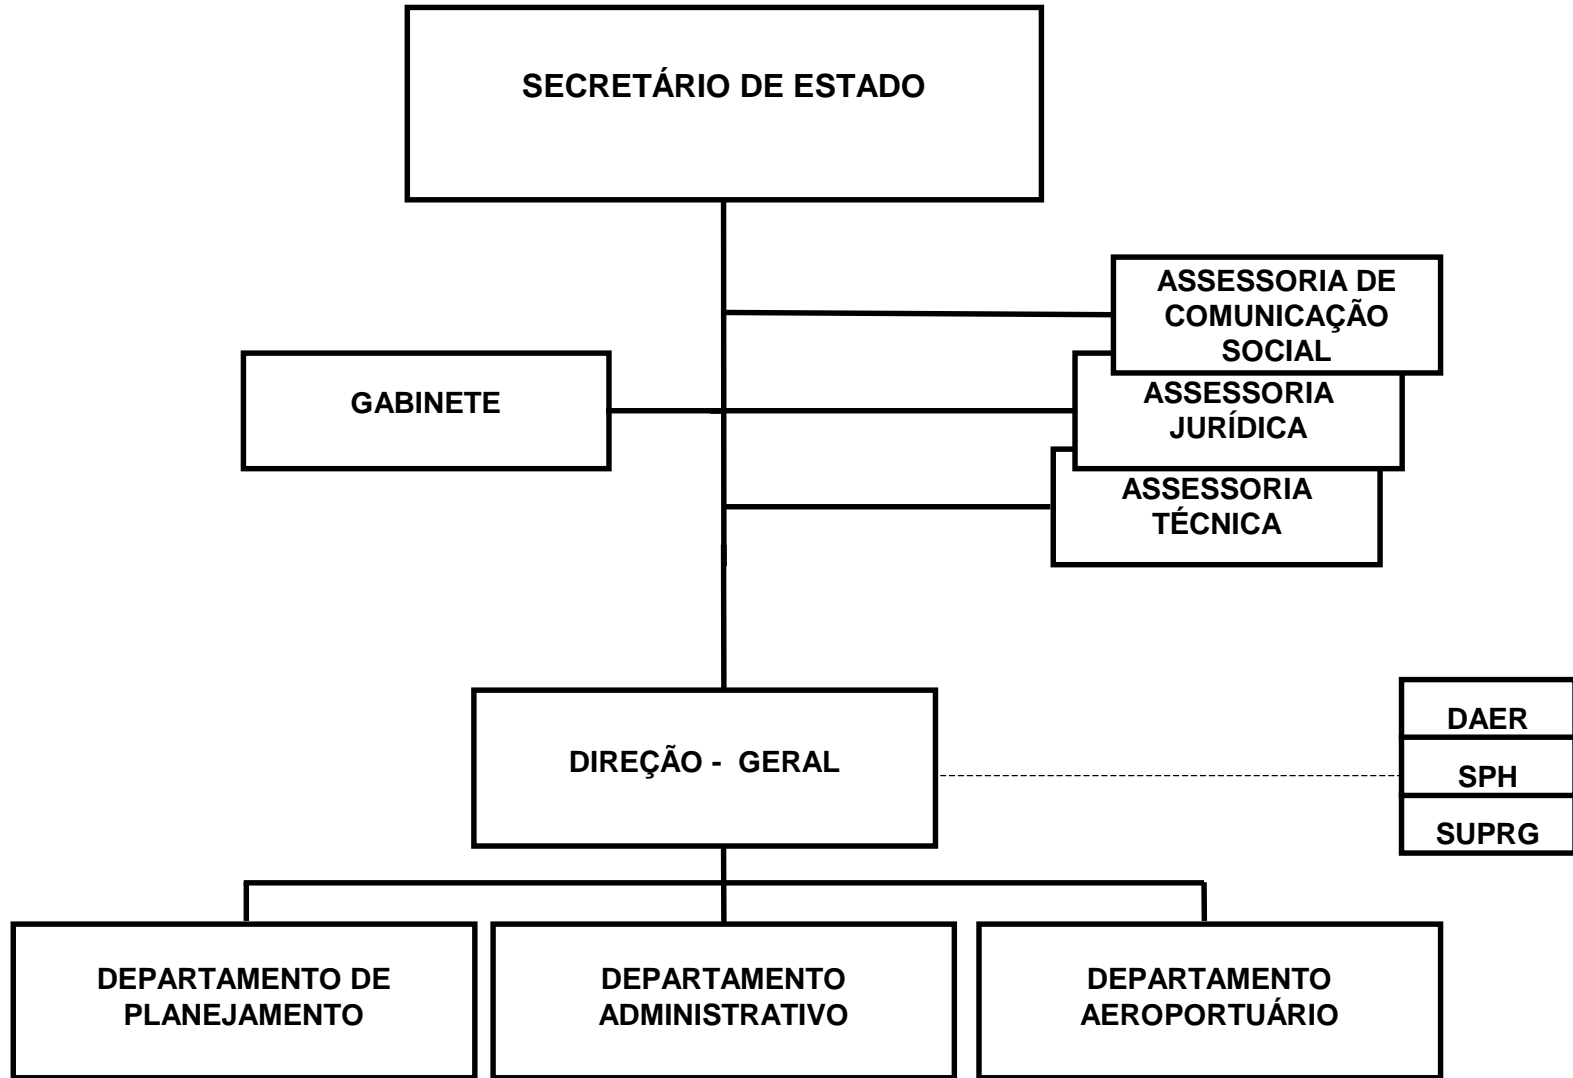 SECRETÁRIO DE ESTADO
ASSESSORIA DE
COMUNICAÇÃO
SOCIAL
GABINETE
ASSESSORIA
JURÍDICA
ASSESSORIA
TÉCNICA
DIREÇÃO - GERAL
DAER
SPH
SUPRG
DEPARTAMENTO DE
PLANEJAMENTO
DEPARTAMENTO
ADMINISTRATIVO
DEPARTAMENTO
AEROPORTUÁRIO